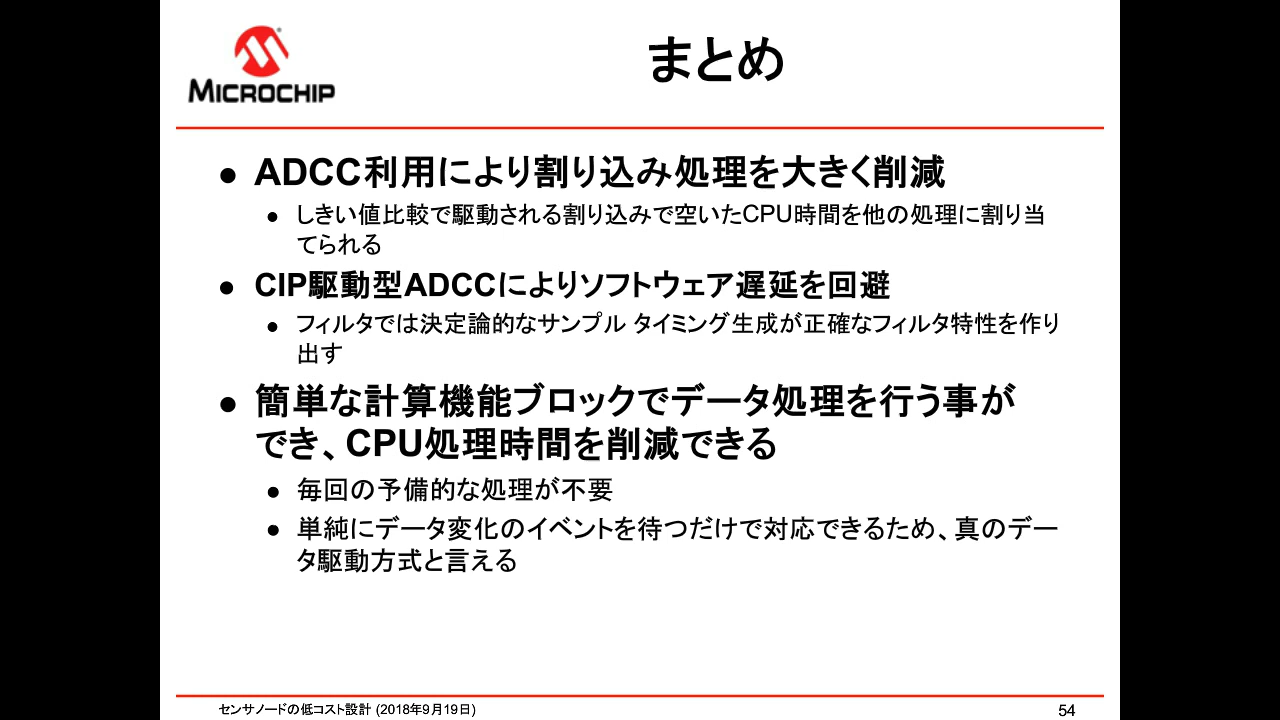 MICROCHIP
まとめ
● ADCC利用により割り込み処理を大きく削減
● しきい値比較で駆動される割り込みで空いたCPU時間を他の処理に割り当
てられる
● CIP駆動型ADCCによりソフトウェア遅延を回避
● フィルタでは決定論的なサンプル タイミング生成が正確なフィルタ特性を作り
出す
● 簡単な計算機能ブロックでデータ処理を行う事が
でき、CPU処理時間を削減できる
● 毎回の予備的な処理が不要
● 単純にデータ変化のイベントを待つだけで対応できるため、真のデー
タ駆動方式と言える
センサノードの低コスト設計 (2018年9月19日)
54